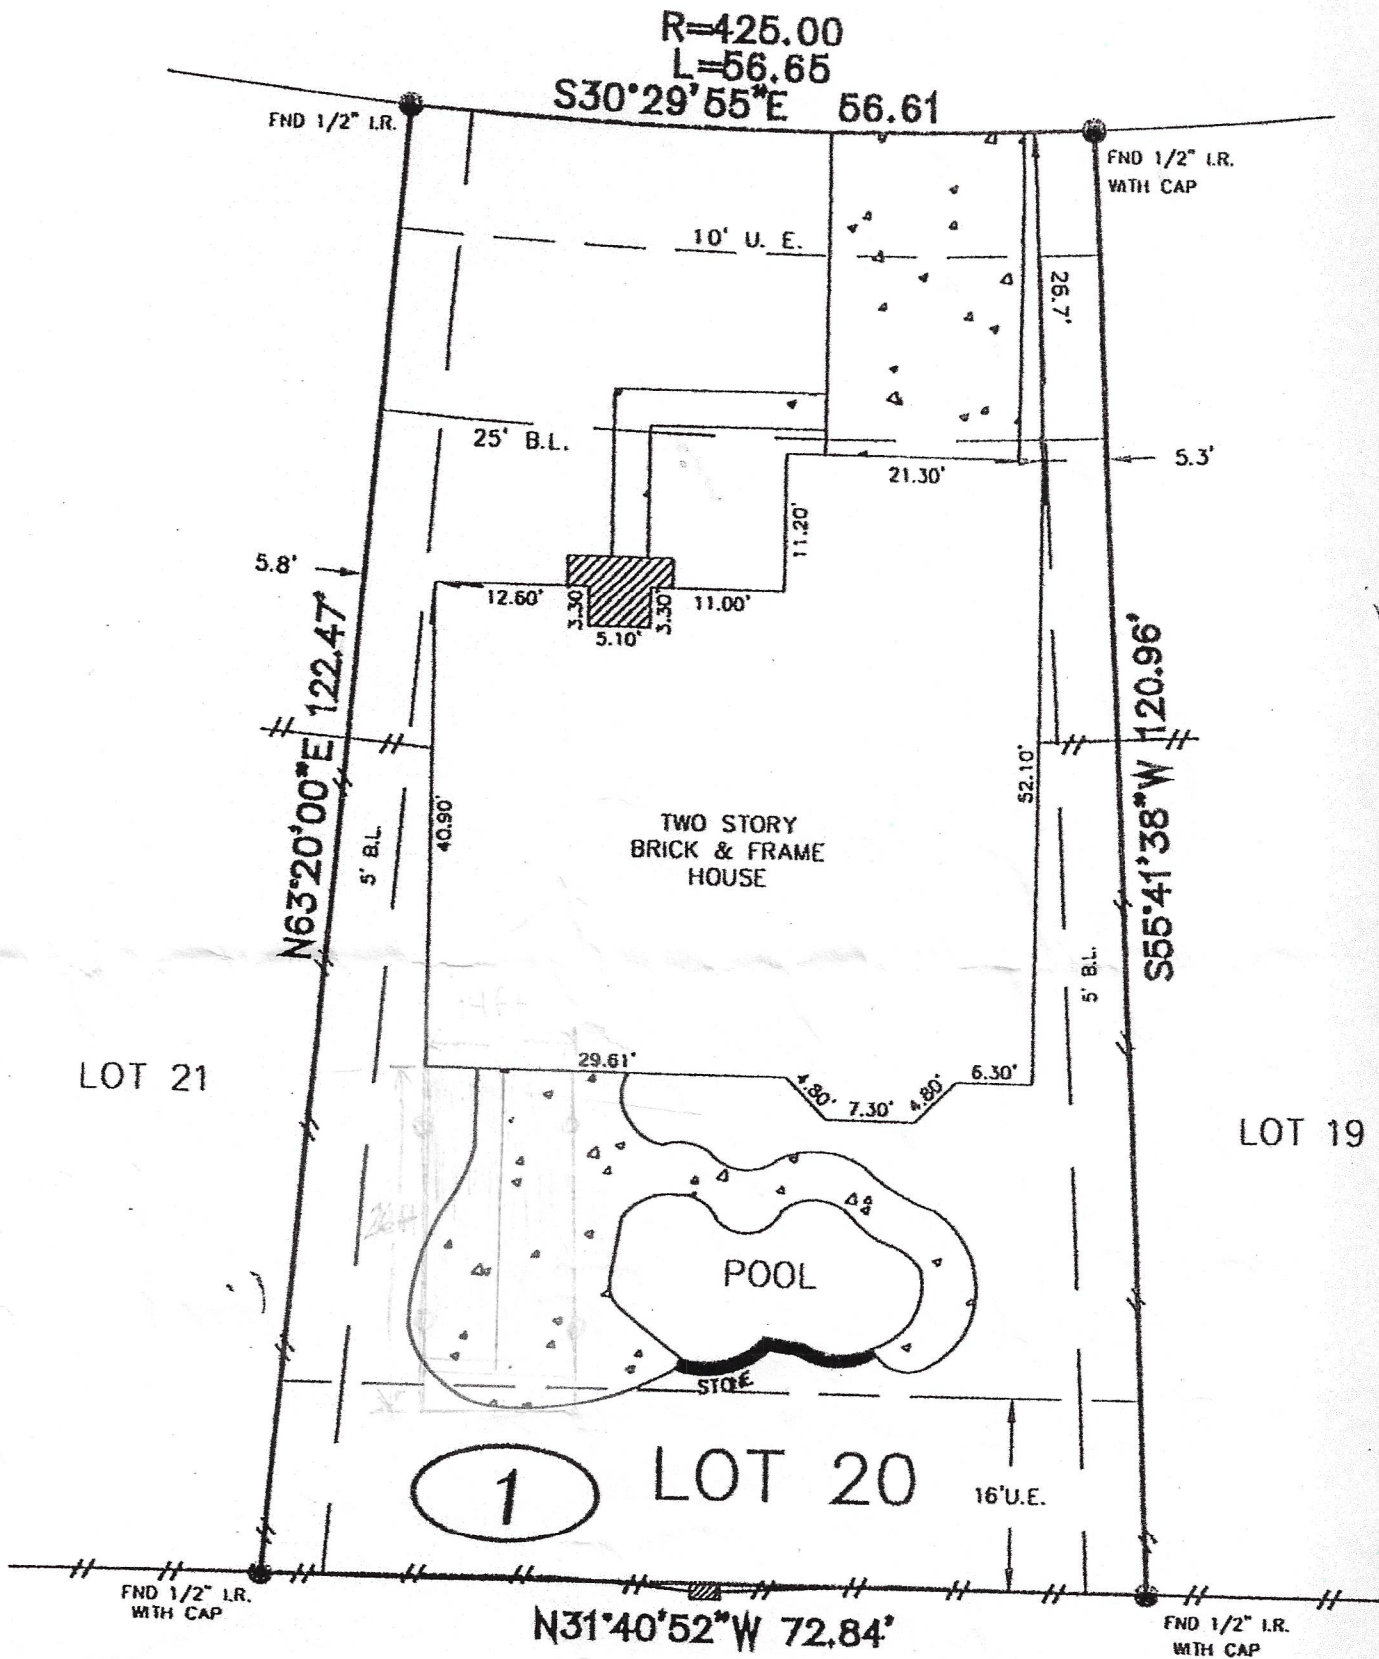 R=425.00
L=56.65
S30°29'55"E 56.61
FND 1/2" I.R.
FND 1/2" I.R.
WITH CAP
10' U. E.
26.7'
25' B.L.
5.3'
21.30'
11.20'
5.8'
12.60'
3.30'
5.10'
3.30'
11.00'
N63°20'00"E 122.47'
S55°41'38"W 120.96'
40.90'
52.10'
5' B.L.
TWO STORY
BRICK & FRAME
HOUSE
5' B.L.
LOT 21
29.61'
4.80'
7.30'
4.80'
6.30'
LOT 19
26ft
POOL
STONE
1
LOT 20
16'U.E.
FND 1/2" I.R.
WITH CAP
N31°40'52"W 72.84'
FND 1/2" I.R.
WITH CAP